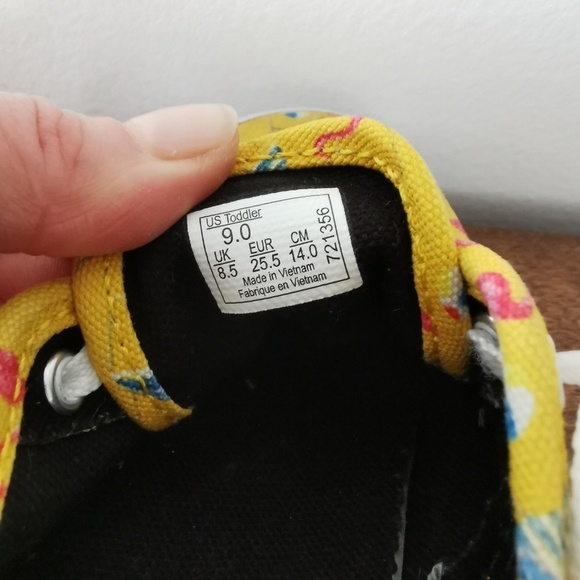 US Toddler
9.0
UK EUR CM
8.5 25.5 14.0
Made in Vietnam
Fabrique en Vietnam
721356